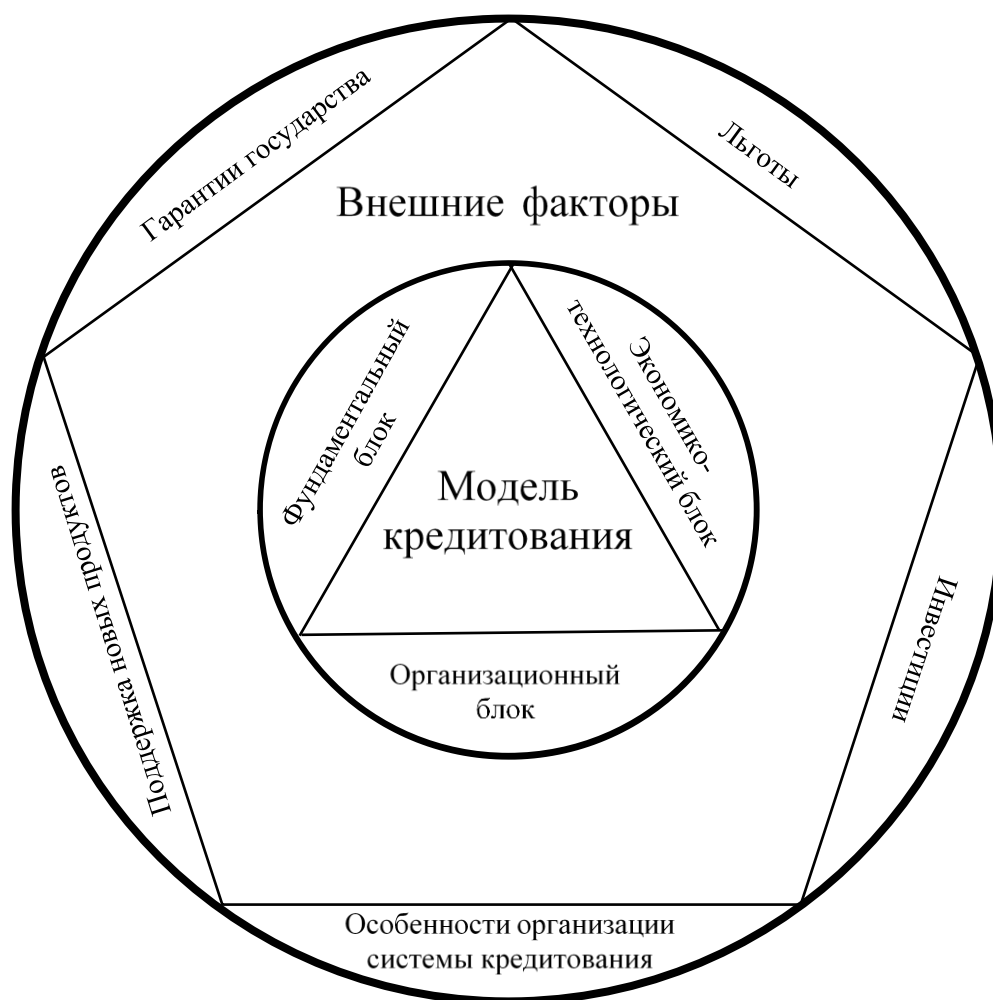 Гарантии государства
Льготы
Внешние факторы
Фундаментальный
блок
Экономико-
технологический блок
Модель
кредитования
Организационный
блок
Поддержка новых продуктов
Инвестиции
Особенности организации
системы кредитования